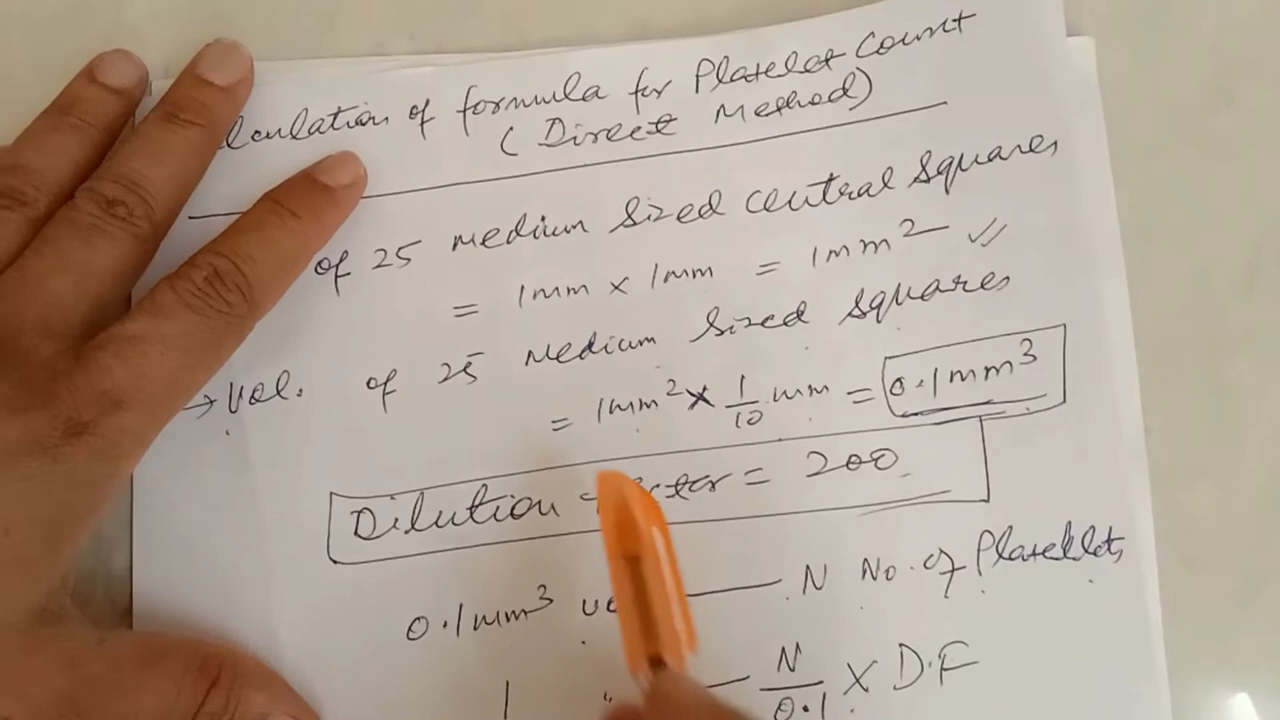 lculation of formula for Platelet Count
(Direct Method)
of 25 medium sized central squares
= 1mm x 1mm = 1mm²
→ Vol. of 25 medium sized squares
= 1mm² x 1/10 mm = 0.1mm³
Dilution = 200
0.1mm³ N No. of Platelets
1 " N/0.1 X D.F